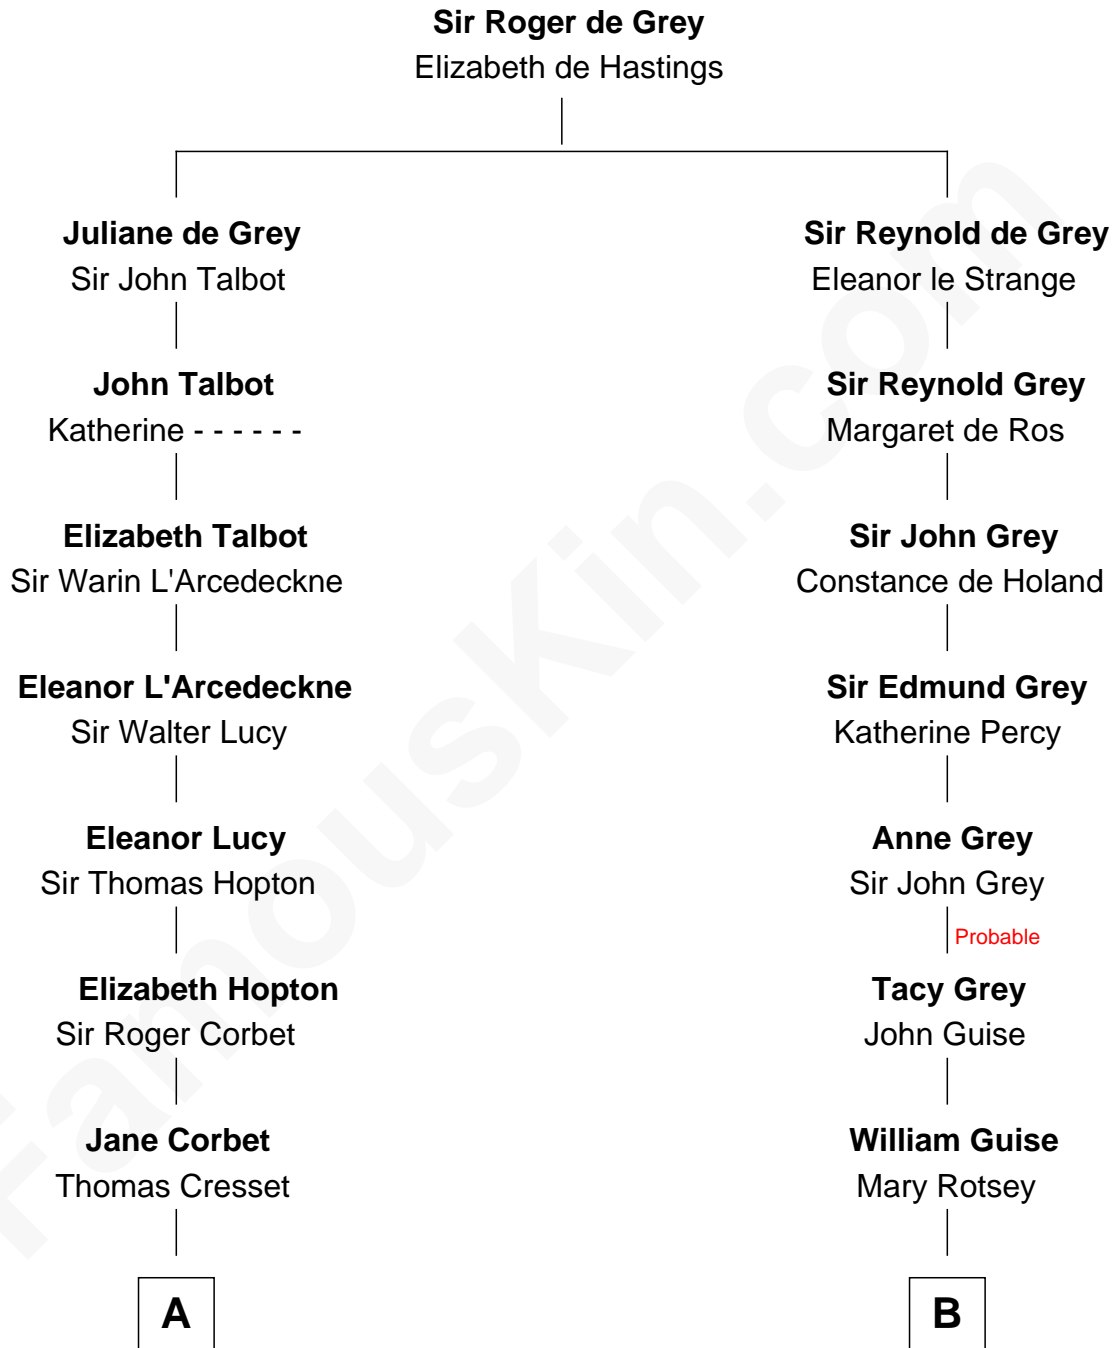 Sir Roger de Grey
Elizabeth de Hastings
Juliane de Grey
Sir John Talbot
John Talbot
Katherine - - - - - -
Elizabeth Talbot
Sir Warin L'Arcedeckne
Eleanor L'Arcedeckne
Sir Walter Lucy
Eleanor Lucy
Sir Thomas Hopton
Elizabeth Hopton
Sir Roger Corbet
Jane Corbet
Thomas Cresset
A
Sir Reynold de Grey
Eleanor le Strange
Sir Reynold Grey
Margaret de Ros
Sir John Grey
Constance de Holand
Sir Edmund Grey
Katherine Percy
Anne Grey
Sir John Grey
Probable
Tacy Grey
John Guise
William Guise
Mary Rotsey
B
FamousKin.com